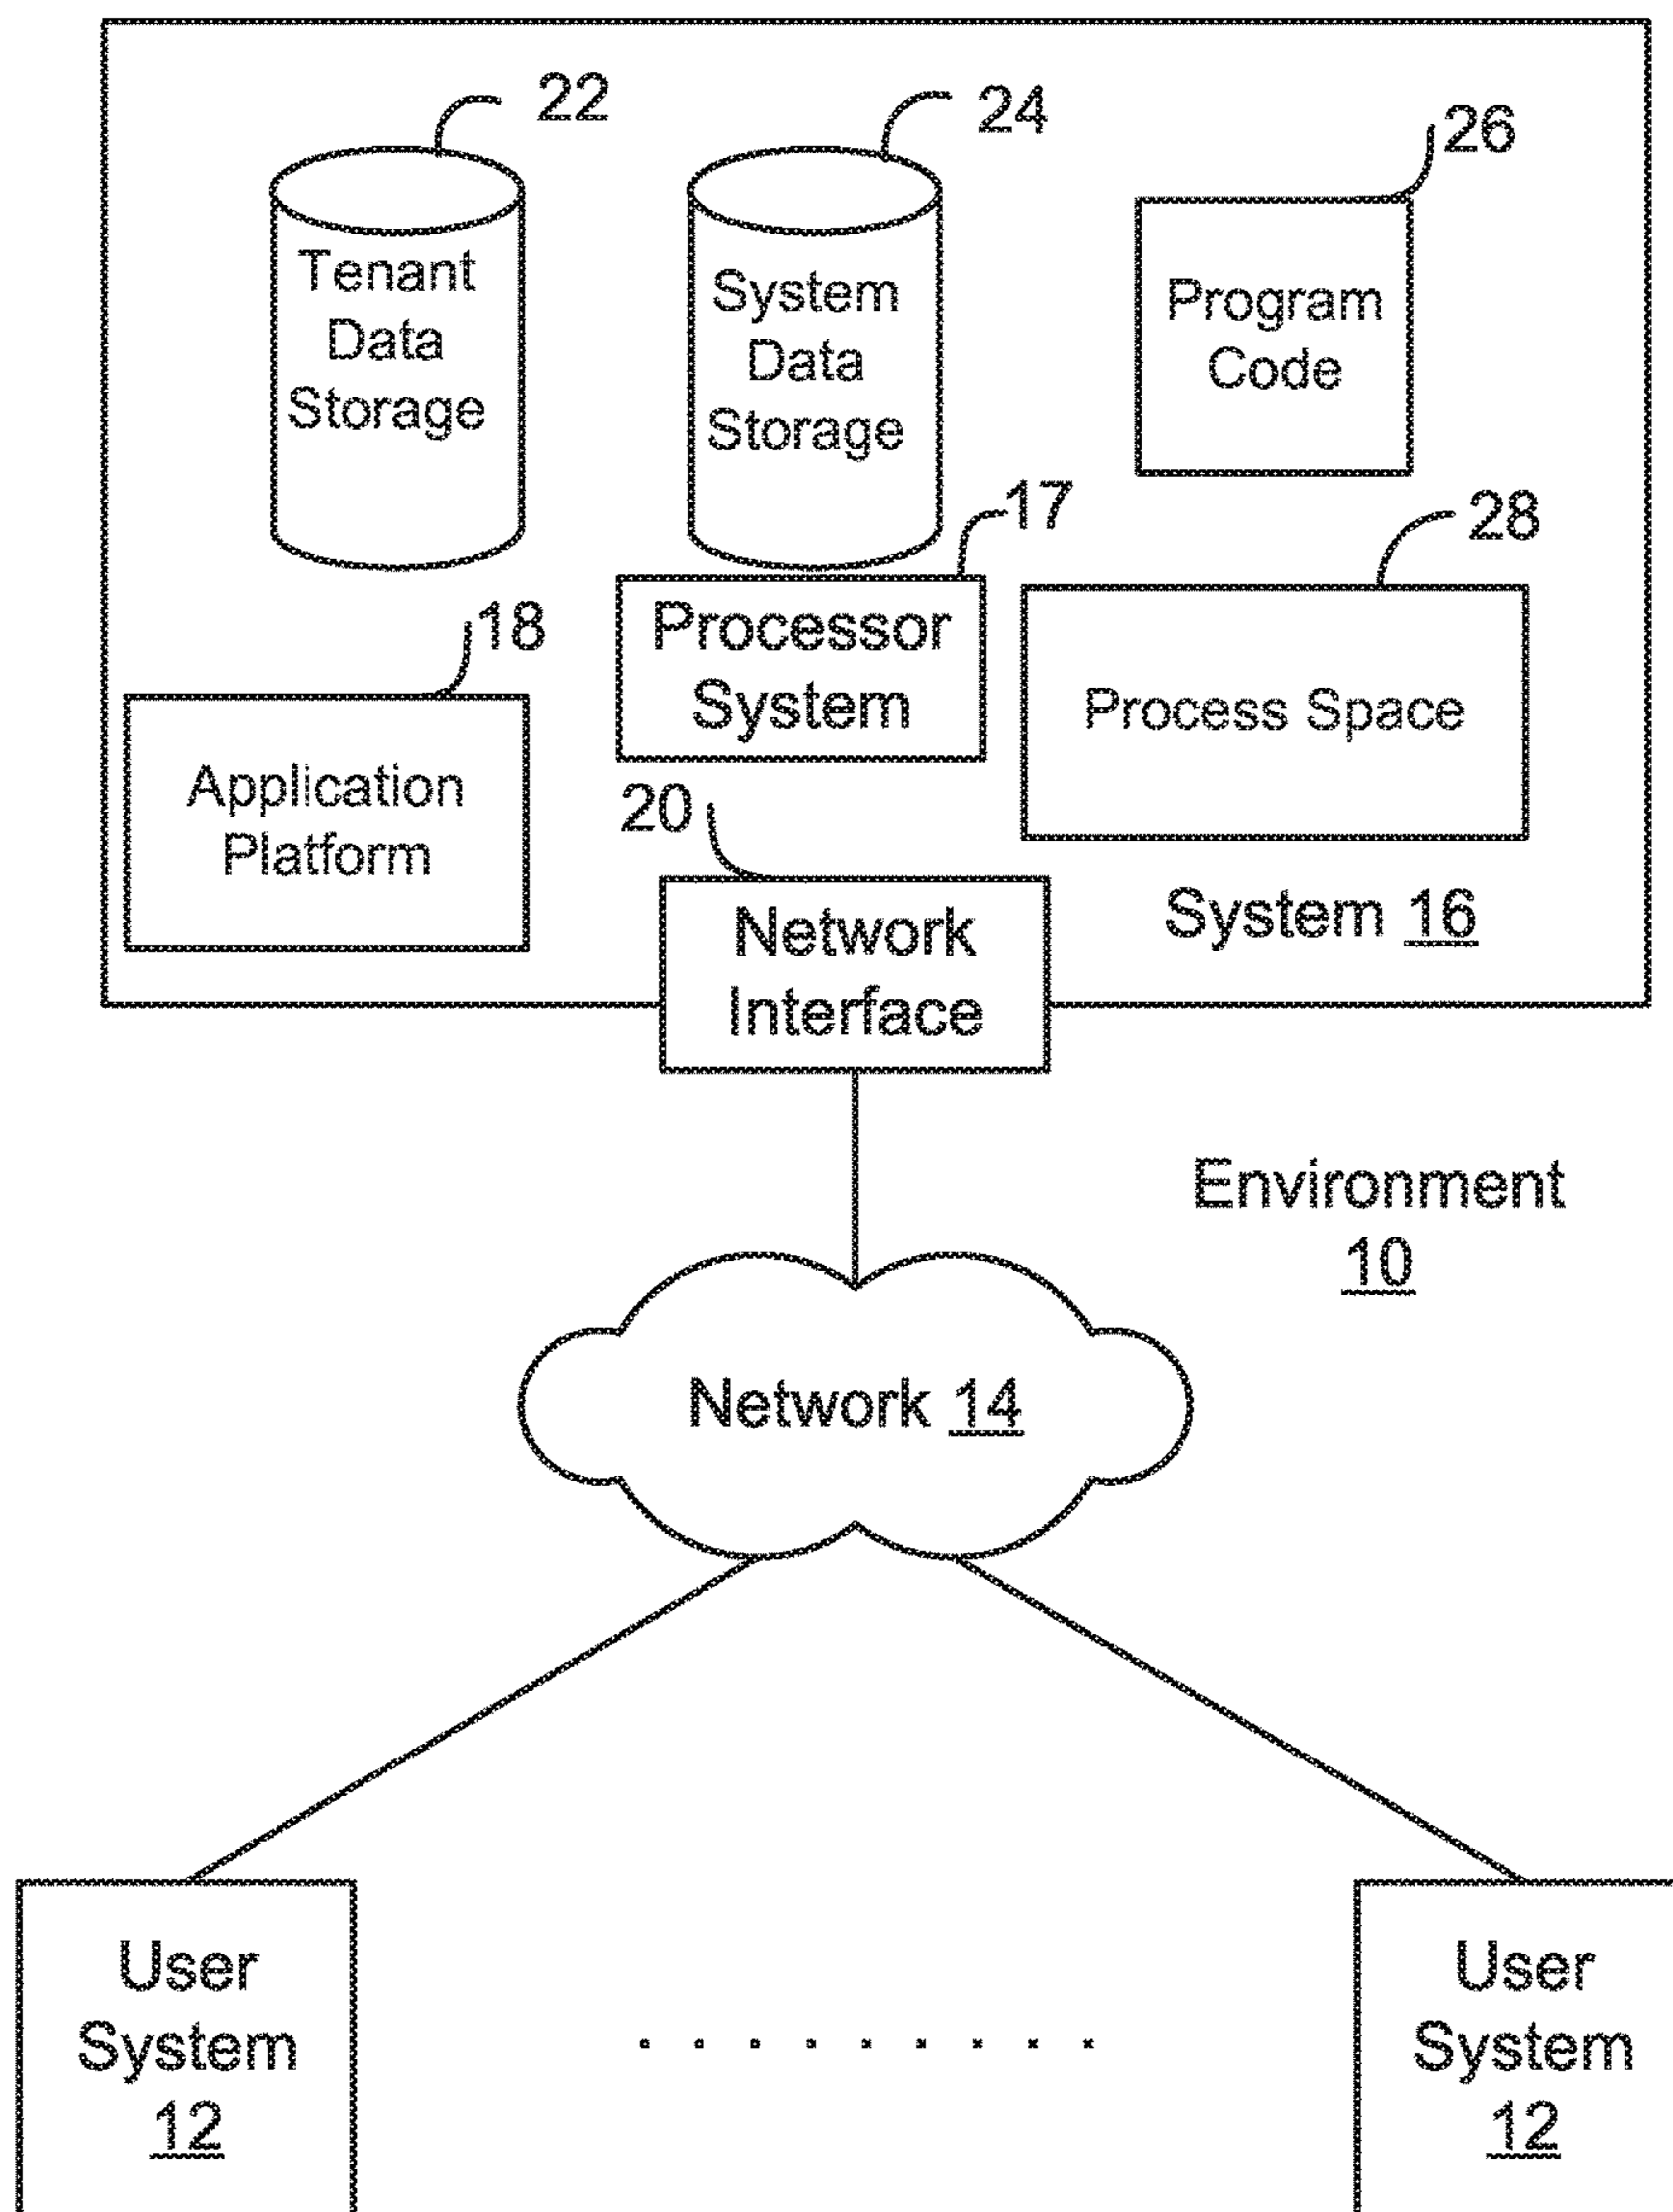 22
24
26
Tenant
Data
Storage
System
Data
Storage
Program
Code
17
28
18
Processor
System
Process Space
Application
Platform
20
System 16
Network
Interface
Environment
10
Network 14
User
System
12
User
System
12